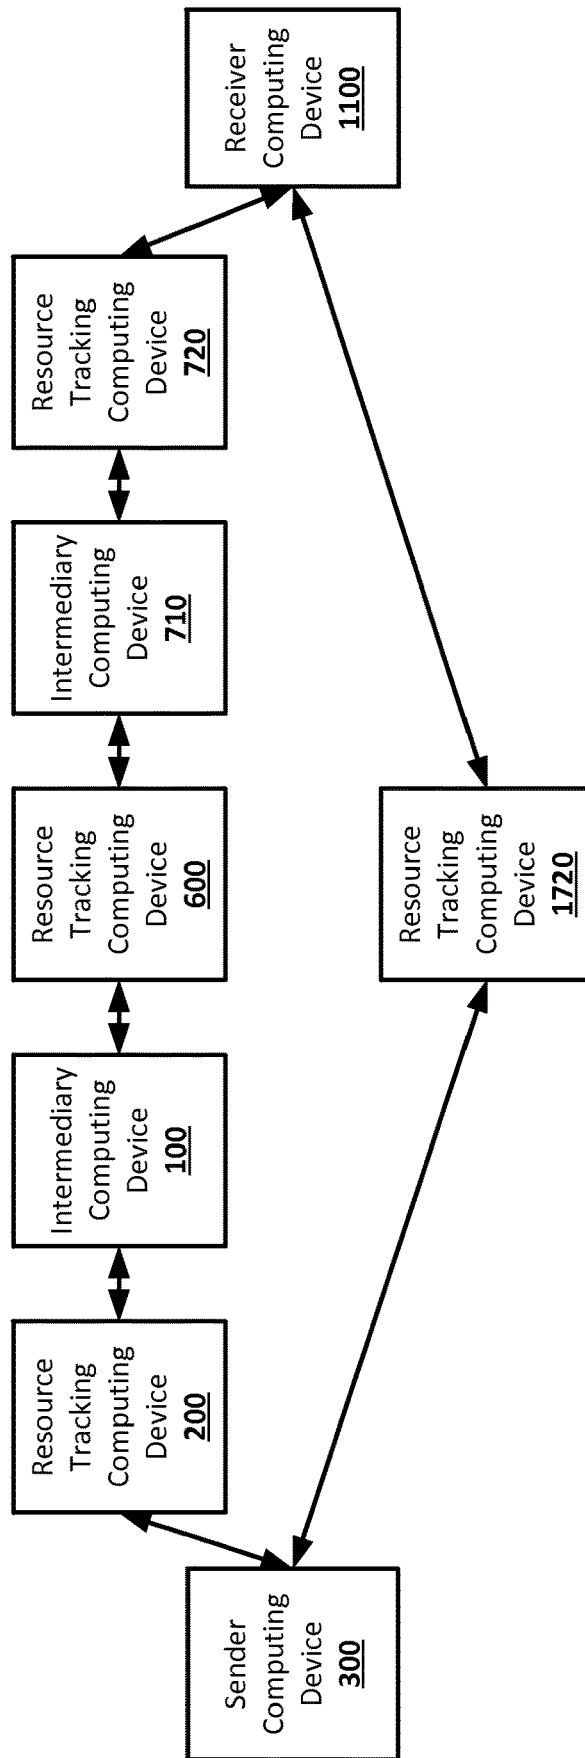 Sender
Computing
Device
300
Resource
Tracking
Computing
Device
200
Intermediary
Computing
Device
100
Resource
Tracking
Computing
Device
600
Intermediary
Computing
Device
710
Resource
Tracking
Computing
Device
720
Receiver
Computing
Device
1100
Resource
Tracking
Computing
Device
1720